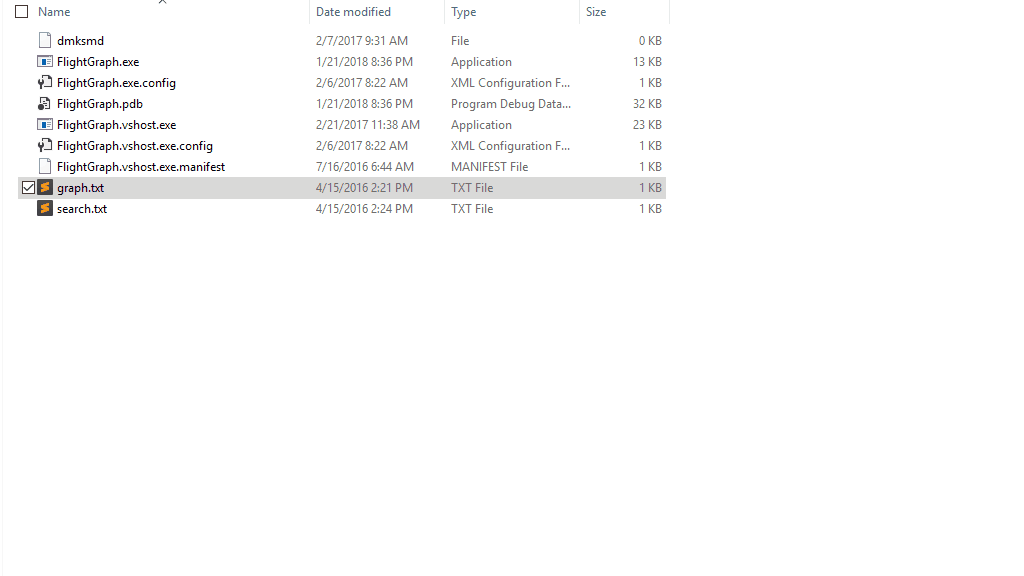 Name Date modified Type Size
dmksmd 2/7/2017 9:31 AM File 0 KB
FlightGraph.exe 1/21/2018 8:36 PM Application 13 KB
FlightGraph.exe.config 2/6/2017 8:22 AM XML Configuration F... 1 KB
FlightGraph.pdb 1/21/2018 8:36 PM Program Debug Data... 32 KB
FlightGraph.vshost.exe 2/21/2017 11:38 AM Application 23 KB
FlightGraph.vshost.exe.config 2/6/2017 8:22 AM XML Configuration F... 1 KB
FlightGraph.vshost.exe.manifest 7/16/2016 6:44 AM MANIFEST File 1 KB
graph.txt 4/15/2016 2:21 PM TXT File 1 KB
search.txt 4/15/2016 2:24 PM TXT File 1 KB